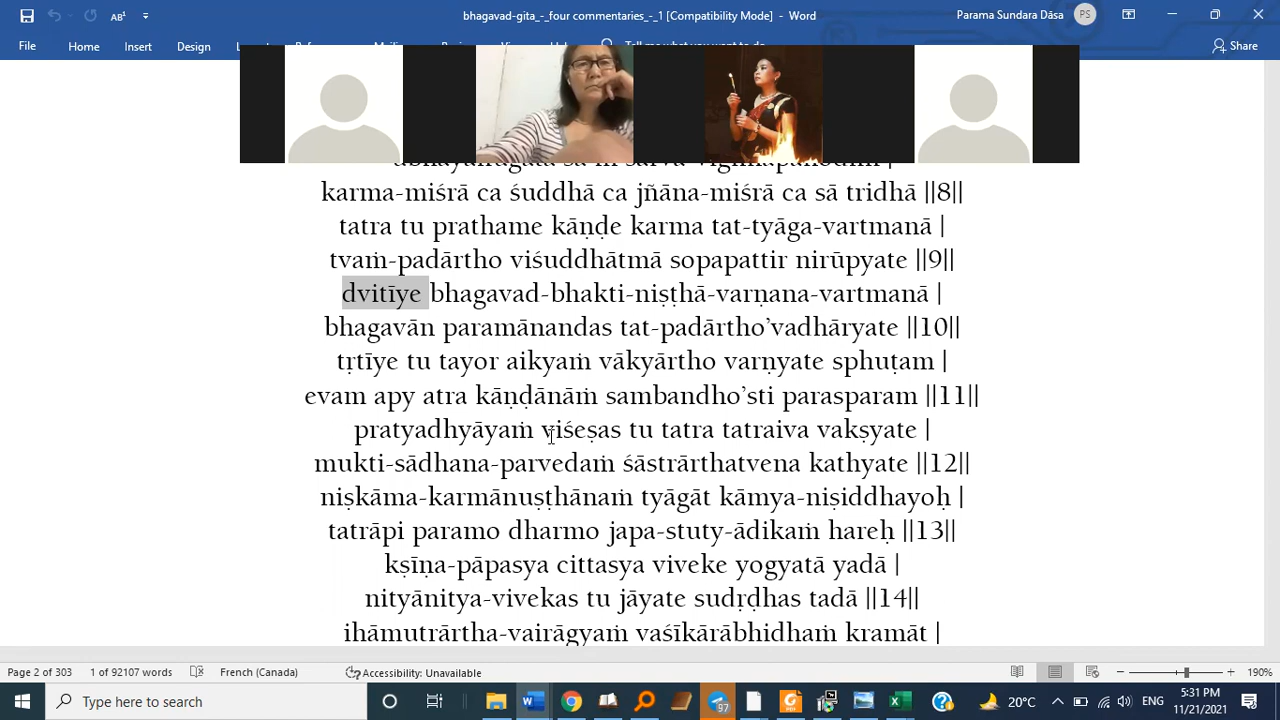 bhagavad-gita_-_four commentaries_-_1 [Compatibility Mode] - Word
Parama Sundara Dāsa
PS
File Home Insert Design
Share
karma-miśrā ca śuddhā ca jñāna-miśrā ca sā tridhā ||8||
tatra tu prathame kāṇḍe karma tat-tyāga-vartmanā |
tvaṁ-padārtho viśuddhātmā sopapattir nirūpyate ||9||
dvitīye bhagavad-bhakti-niṣṭhā-varṇana-vartmanā |
bhagavān paramānandas tat-padārtho’vadhāryate ||10||
tṛtīye tu tayor aikyaṁ vākyārtho varṇyate sphuṭam |
evam apy atra kāṇḍānāṁ sambandho’sti parasparam ||11||
pratyadhyāyaṁ viśeṣas tu tatra tatraiva vakṣyate |
mukti-sādhana-parvedaṁ śāstrārthatvena kathyate ||12||
niṣkāma-karmānuṣṭhānaṁ tyāgāt kāmya-niṣiddhayoḥ |
tatrāpi paramo dharmo japa-stuty-ādikaṁ hareḥ ||13||
kṣīṇa-pāpasya cittasya viveke yogyatā yadā |
nityānitya-vivekas tu jāyate sudṛḍhas tadā ||14||
ihāmutrārtha-vairāgyaṁ vaśīkārābhidhaṁ kramāt |
Page 2 of 303
1 of 92107 words
French (Canada)
Accessibility: Unavailable
190%
Type here to search
97
20°C
ENG
5:31 PM
11/21/2021